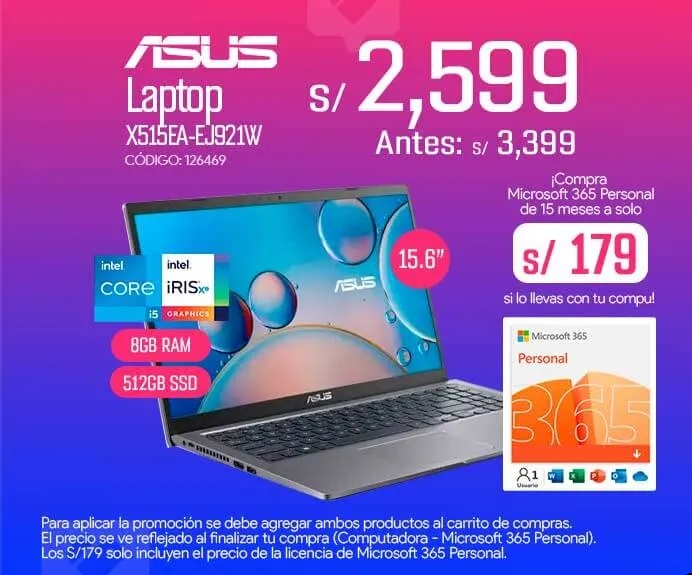 ASUS
Laptop
X515EA-EJ921W
CÓDIGO: 126469
s/ 2,599
Antes: s/ 3,399
¡Compra
Microsoft 365 Personal
de 15 meses a solo
s/ 179
si lo llevas con tu compu!
15.6"
ASUS
intel
CORE
i5
intel.
iRIS xe
GRAPHICS
8GB RAM
512GB SSD
ASUS
Microsoft 365
Personal
365
1
Usuario
Para aplicar la promoción se debe agregar ambos productos al carrito de compras.
El precio se ve reflejado al finalizar tu compra (Computadora - Microsoft 365 Personal).
Los S/179 solo incluyen el precio de la licencia de Microsoft 365 Personal.